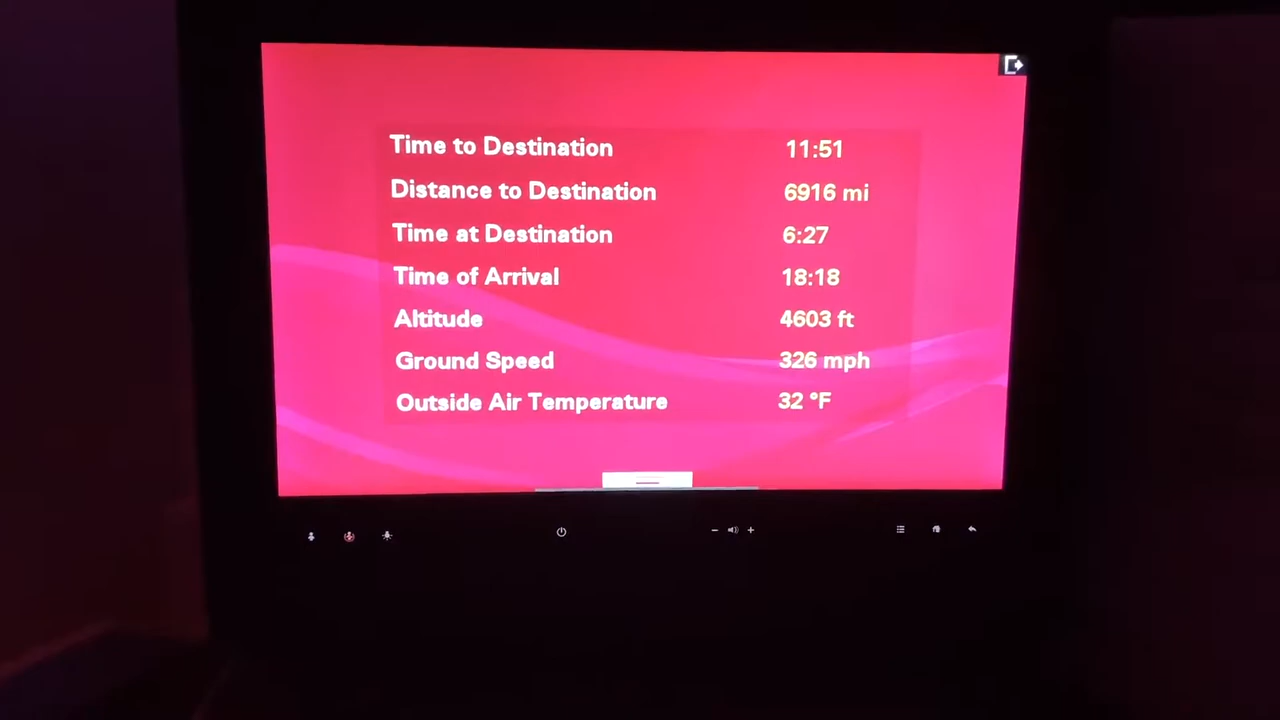 Time to Destination 11:51
Distance to Destination 6916 mi
Time at Destination 6:27
Time of Arrival 18:18
Altitude 4603 ft
Ground Speed 326 mph
Outside Air Temperature 32 °F